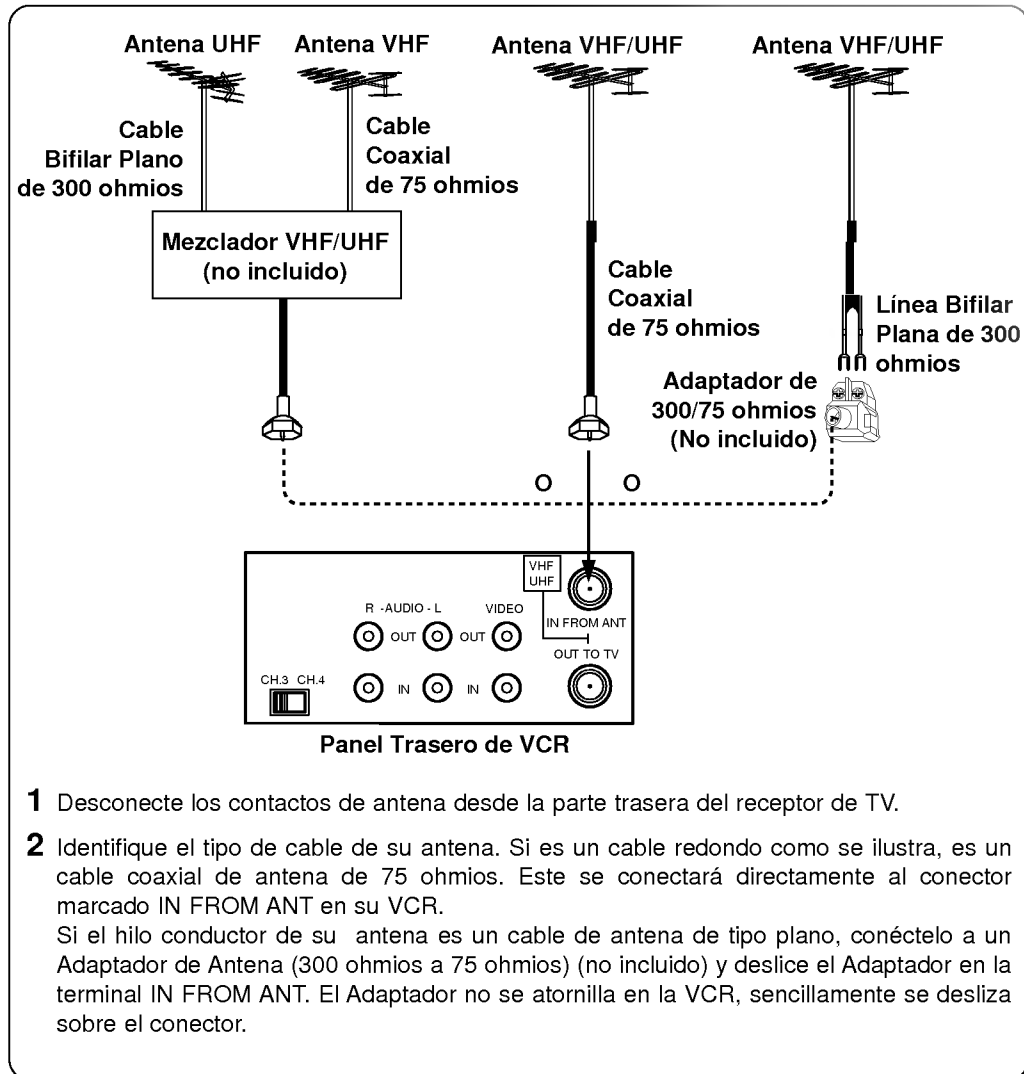 Antena UHF
Antena VHF
Antena VHF/UHF
Antena VHF/UHF
Cable
Bifilar Plano
de 300 ohmios
Cable
Coaxial
de 75 ohmios
Mezclador VHF/UHF
(no incluido)
Cable
Coaxial
de 75 ohmios
Línea Bifilar
Plana de 300
ohmios
Adaptador de
300/75 ohmios
(No incluido)
O
O
VHF
UHF
R -AUDIO - L
VIDEO
IN FROM ANT
OUT
OUT
OUT TO TV
CH.3 CH.4
IN
IN
Panel Trasero de VCR
1 Desconecte los contactos de antena desde la parte trasera del receptor de TV.
2 Identifique el tipo de cable de su antena. Si es un cable redondo como se ilustra, es un
cable coaxial de antena de 75 ohmios. Este se conectará directamente al conector
marcado IN FROM ANT en su VCR.
Si el hilo conductor de su antena es un cable de antena de tipo plano, conéctelo a un
Adaptador de Antena (300 ohmios a 75 ohmios) (no incluido) y deslice el Adaptador en la
terminal IN FROM ANT. El Adaptador no se atornilla en la VCR, sencillamente se desliza
sobre el conector.